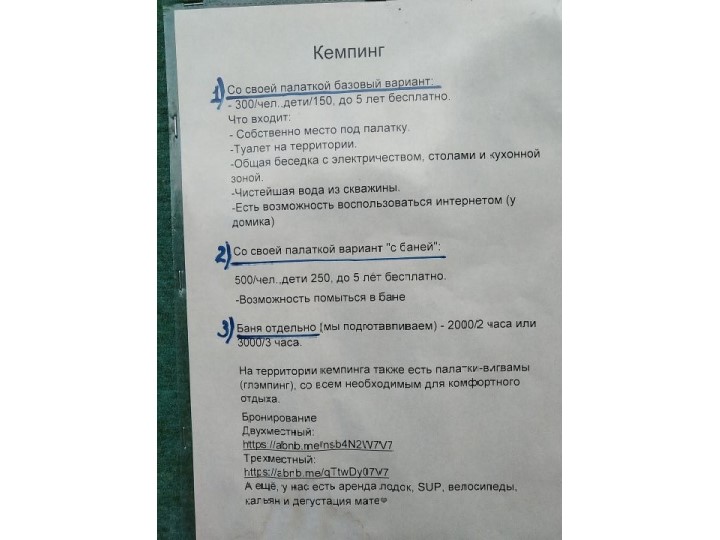 Кемпинг
1) Со своей палаткой базовый вариант:
- 300/чел.,дети/150, до 5 лет бесплатно.
Что входит:
- Собственно место под палатку.
-Туалет на территории.
-Общая беседка с электричеством, столами и кухонной
зоной.
-Чистейшая вода из скважины.
-Есть возможность воспользоваться интернетом (у
домика)
2) Со своей палаткой вариант "с баней":
500/чел.,дети 250, до 5 лет бесплатно.
-Возможность помыться в бане
3) Баня отдельно (мы подготавливаем) - 2000/2 часа или
3000/3 часа.
На территории кемпинга также есть палатки-вигвамы
(глэмпинг), со всем необходимым для комфортного
отдыха.
Бронирование
Двухместный:
https://abnb.me/nsb4N2W7V7
Трехместный:
https://abnb.me/qTtwDy07V7
А ещё, у нас есть аренда лодок, SUP, велосипеды,
кальян и дегустация мате❤